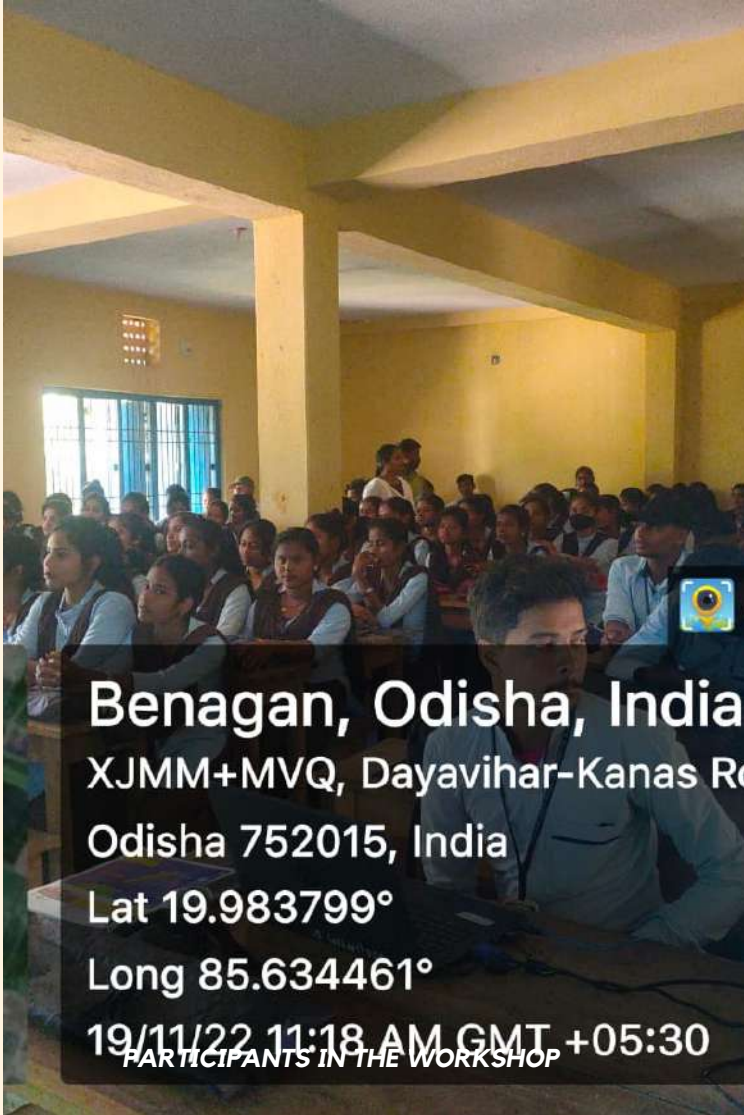 Benagan, Odisha, India
XJMM+MVQ, Dayavihar-Kanas Ro
Odisha 752015, India
Lat 19.983799°
Long 85.634461°
19/11/22 11:18 AM GMT +05:30
PARTICIPANTS IN THE WORKSHOP